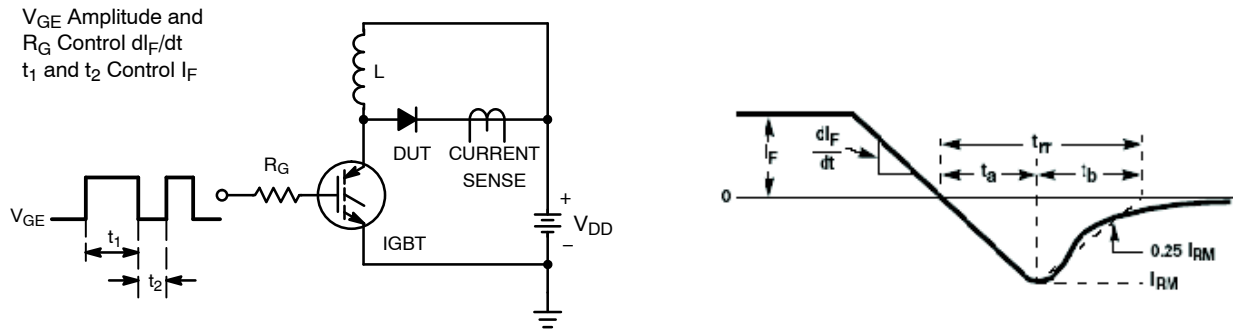 VGE Amplitude and
RG Control dIF/dt
t1 and t2 Control IF
L
DUT
CURRENT
SENSE
RG
VGE
t1
t2
IGBT
+
VDD
−
IF
dIF
dt
trr
ta
tb
0
0.25 IRM
IRM